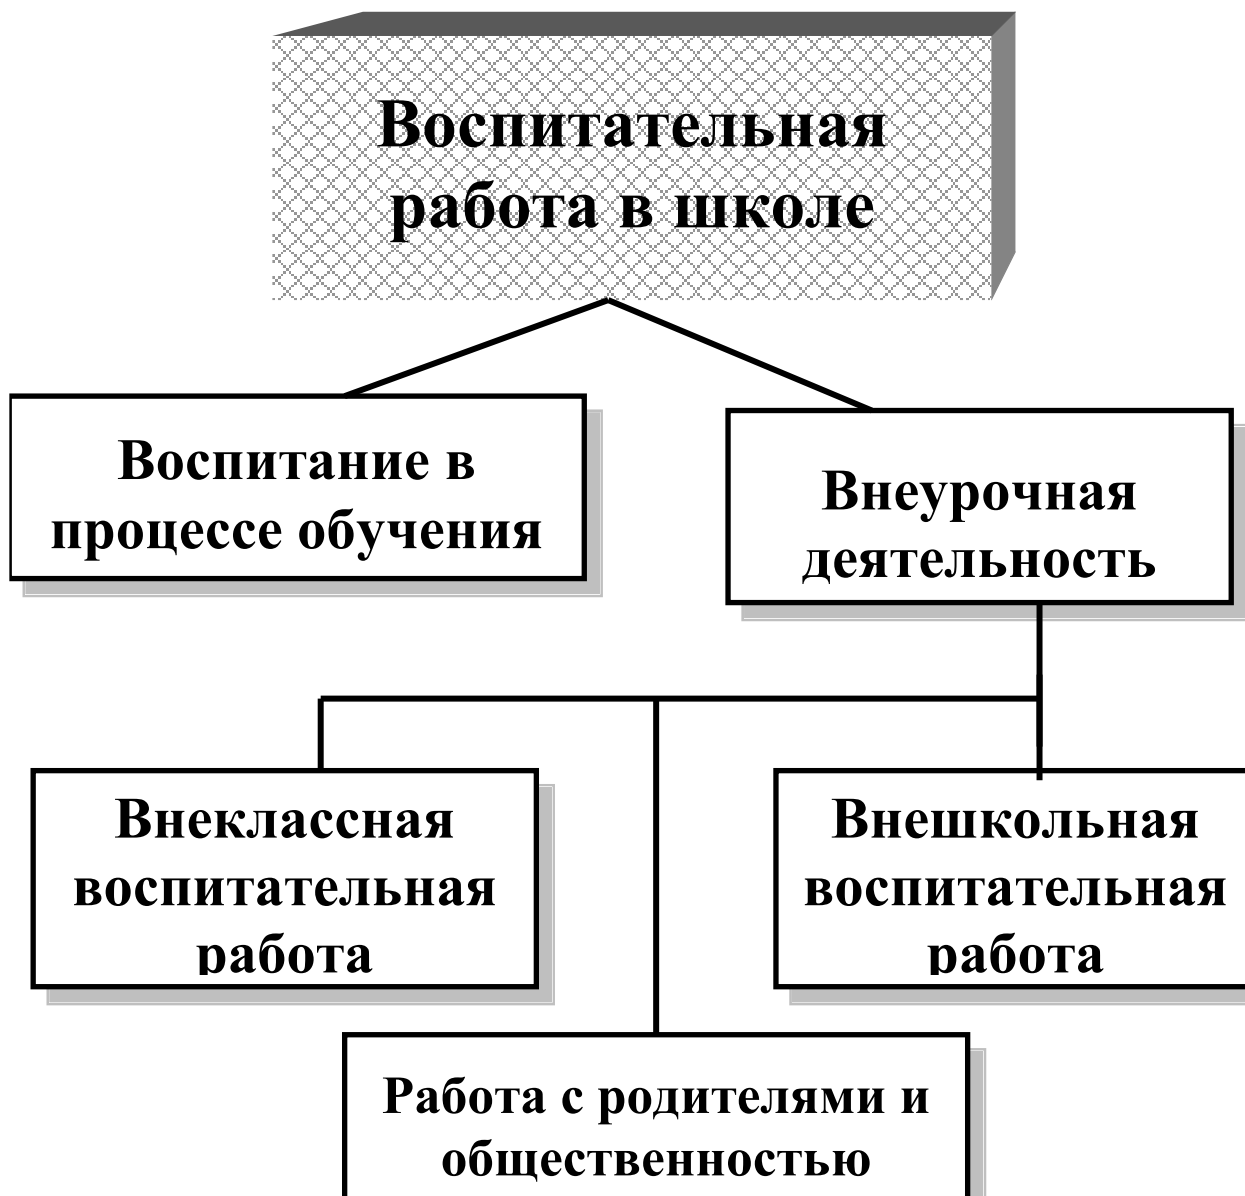 Воспитательная
работа в школе
Воспитание в
процессе обучения
Внеурочная
деятельность
Внеклассная
воспитательная
работа
Внешкольная
воспитательная
работа
Работа с родителями и
общественностью